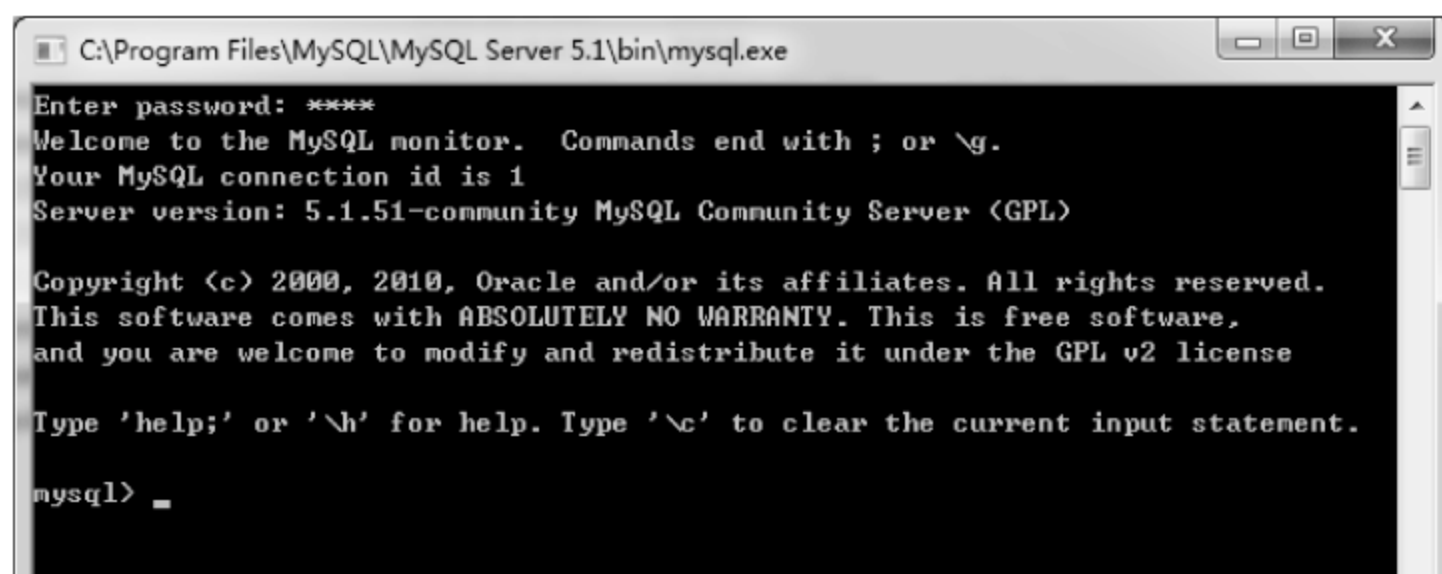 C:\Program Files\MySQL\MySQL Server 5.1\bin\mysql.exe
Enter password: ****
Welcome to the MySQL monitor.  Commands end with ; or \g.
Your MySQL connection id is 1
Server version: 5.1.51-community MySQL Community Server (GPL)
Copyright (c) 2000, 2010, Oracle and/or its affiliates. All rights reserved.
This software comes with ABSOLUTELY NO WARRANTY. This is free software,
and you are welcome to modify and redistribute it under the GPL v2 license
Type 'help;' or '\h' for help. Type '\c' to clear the current input statement.
mysql> _